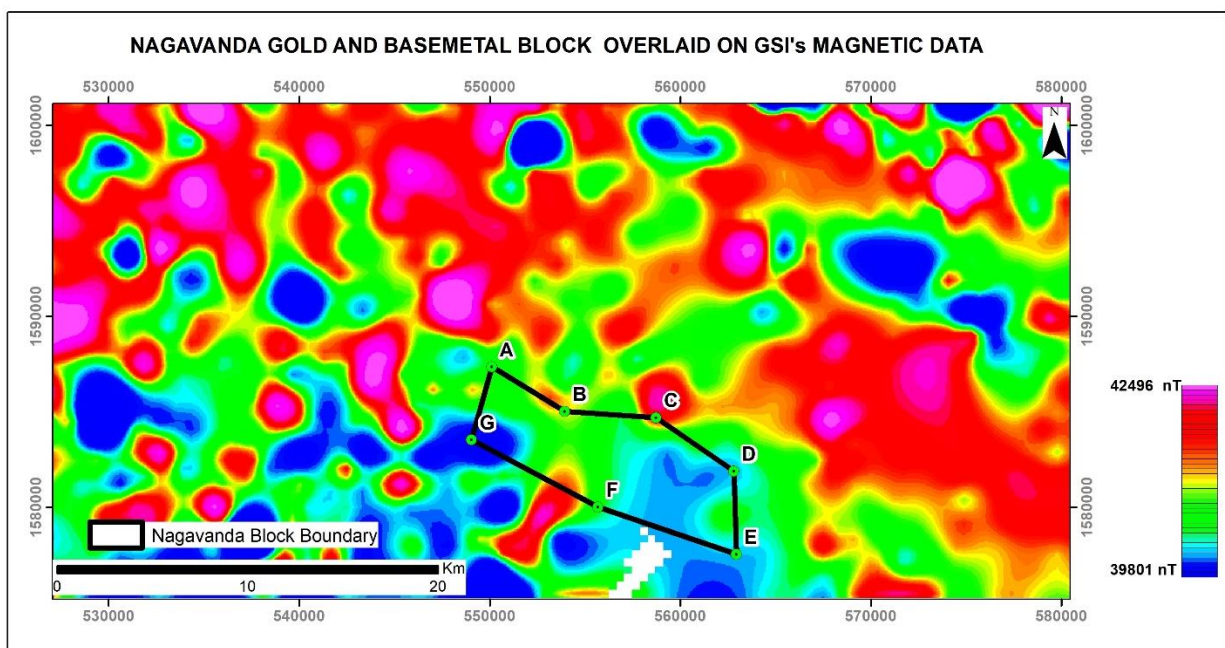 NAGAVANDA GOLD AND BASEMETAL BLOCK OVERLAID ON GSI's MAGNETIC DATA
530000 540000 550000 560000 570000 580000
1600000 1600000
N
1590000 1590000
A
B
C
42496 nT
G
D
F
1580000 1580000
Nagavanda Block Boundary
E
Km
39801 nT
0 10 20
530000 540000 550000 560000 570000 580000